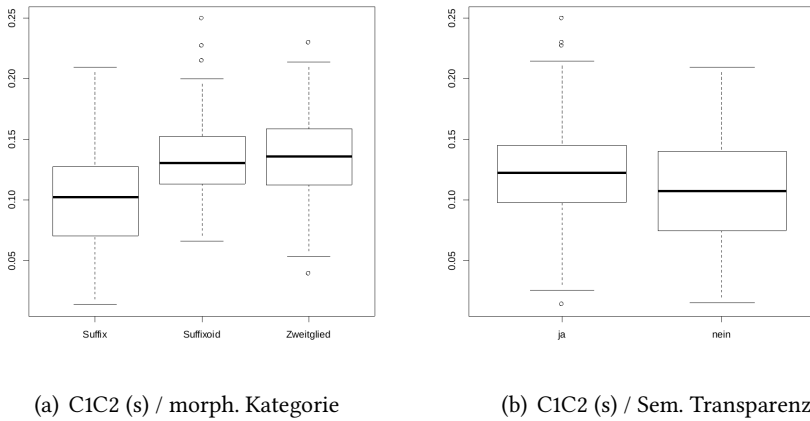 0.25
0.20
0.15
0.10
0.05
Suffix Suffixoid Zweitglied
(a) C1C2 (s) / morph. Kategorie
0.25
0.20
0.15
0.10
0.05
ja nein
(b) C1C2 (s) / Sem. Transparenz